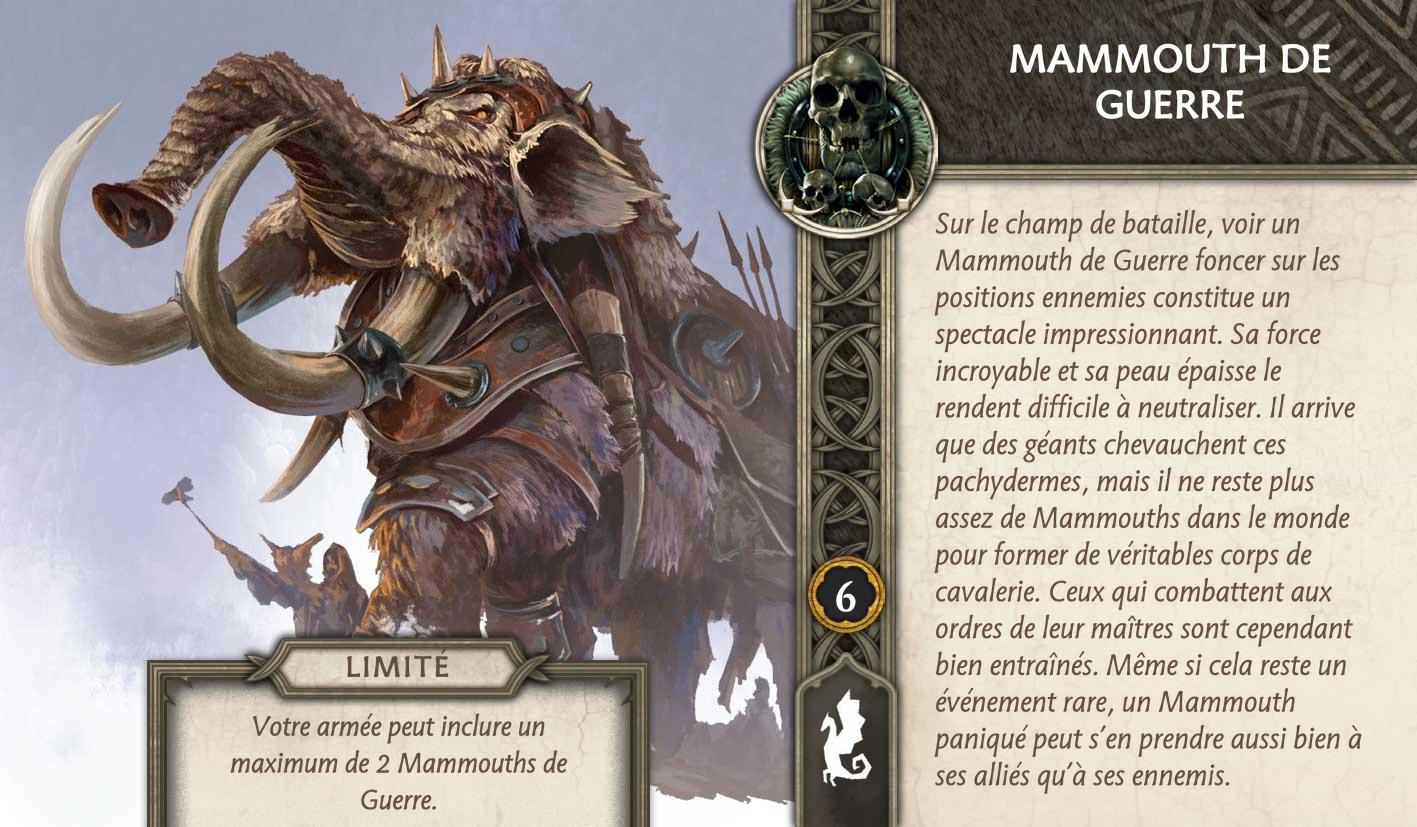 MAMMOUTH DE
GUERRE
Sur le champ de bataille, voir un
Mammouth de Guerre foncer sur les
positions ennemies constitue un
spectacle impressionnant. Sa force
incroyable et sa peau épaisse le
rendent difficile à neutraliser. Il arrive
que des géants chevauchent ces
pachydermes, mais il ne reste plus
assez de Mammouths dans le monde
pour former de véritables corps de
cavalerie. Ceux qui combattent aux
ordres de leur maîtres sont cependant
bien entraînés. Même si cela reste un
événement rare, un Mammouth
paniqué peut s'en prendre aussi bien à
ses alliés qu'à ses ennemis.
6
LIMITÉ
Votre armée peut inclure un
maximum de 2 Mammouths de
Guerre.